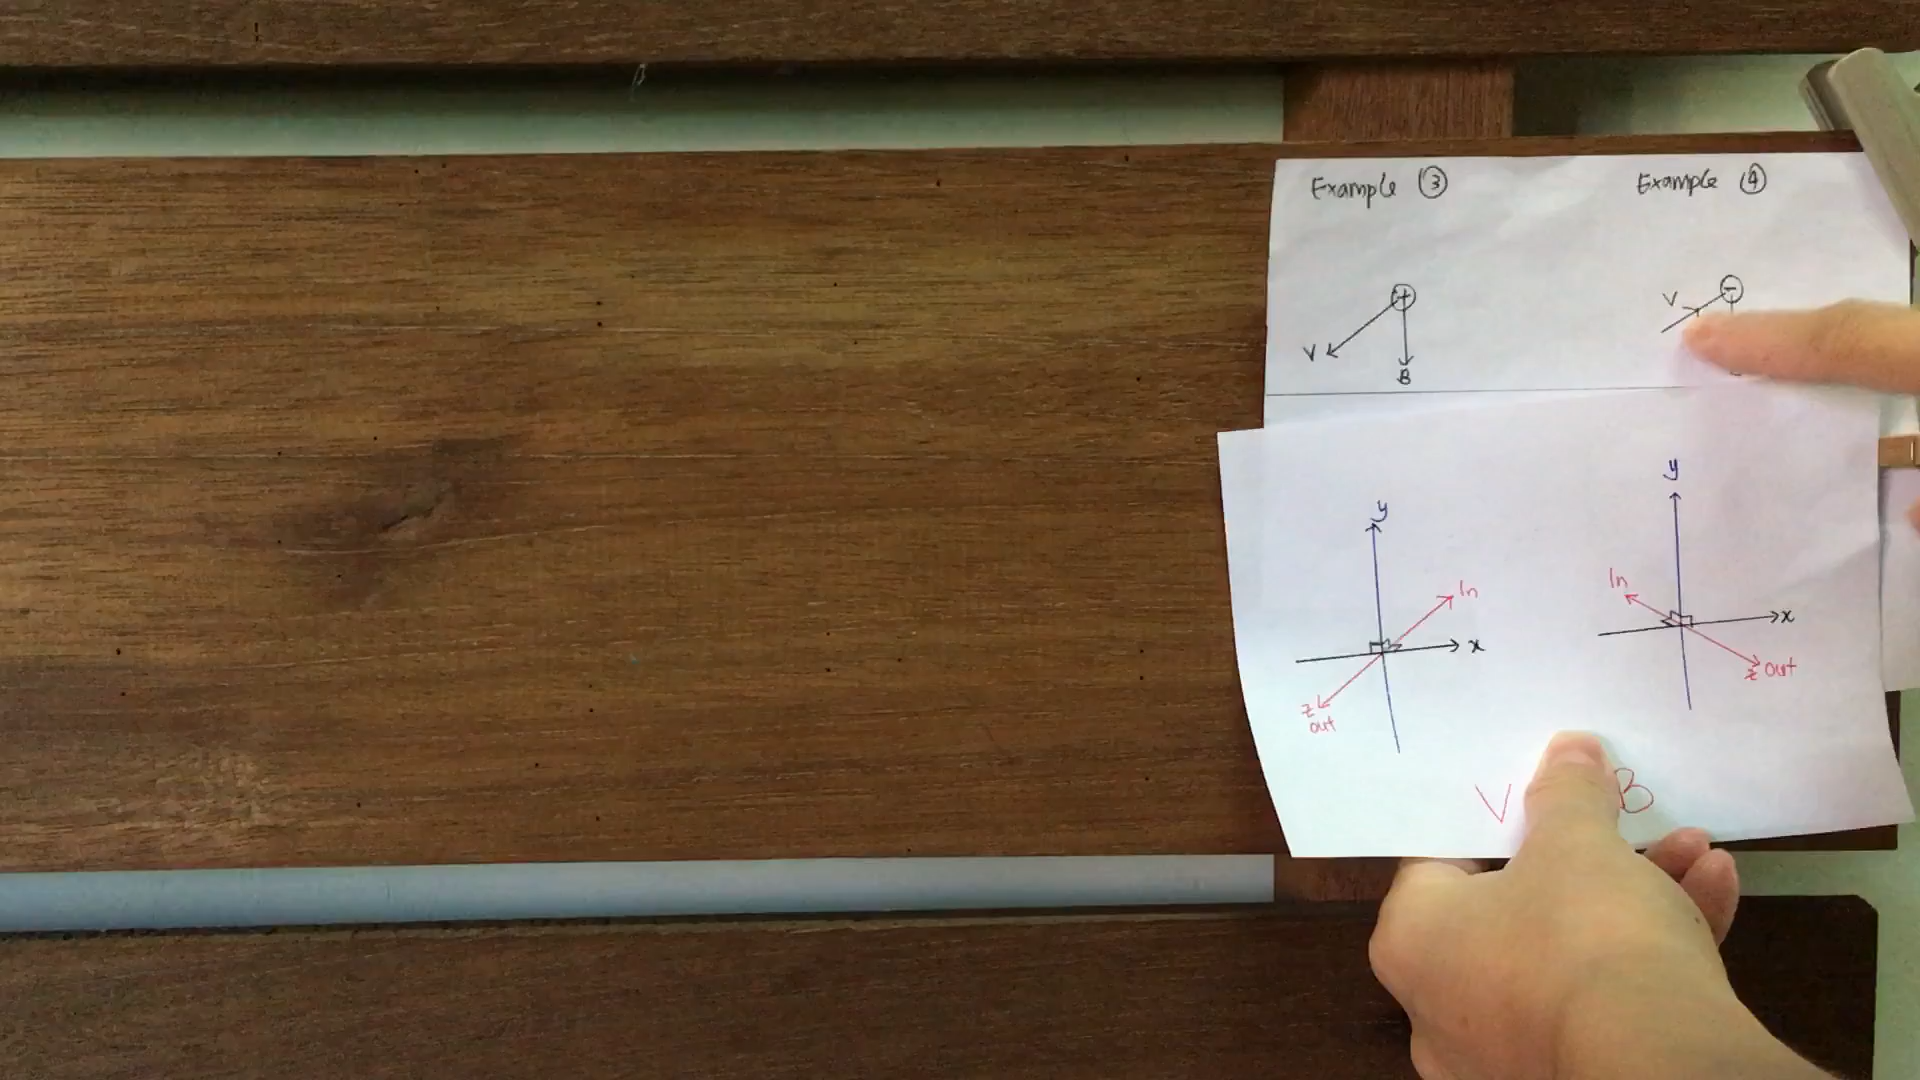 Example ③
Example ④
V
B
V
y
In
x
z
out
y
In
x
z out
V
B